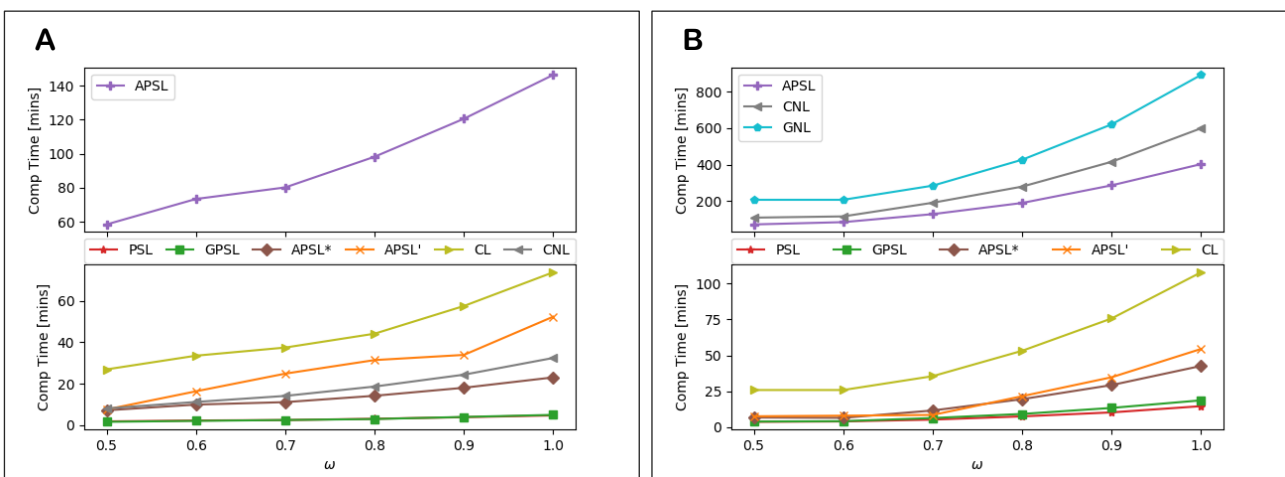 A
Comp Time [mins]
140
120
100
80
60
APSL
PSL GPSL APSL* APSL' CL CNL
Comp Time [mins]
60
40
20
0
0.5 0.6 0.7 0.8 0.9 1.0
ω
B
Comp Time [mins]
800
600
400
200
APSL
CNL
GNL
PSL GPSL APSL* APSL' CL
Comp Time [mins]
100
75
50
25
0
0.5 0.6 0.7 0.8 0.9 1.0
ω